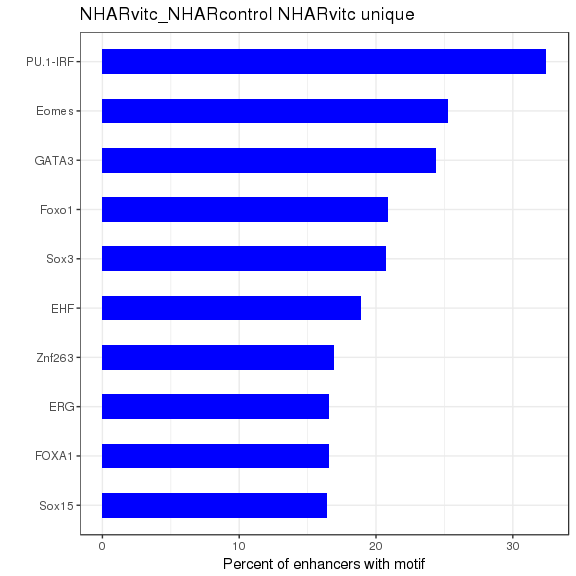 NHARvitc_NHARcontrol NHARvitc unique
PU.1-IRF
Eomes
GATA3
Foxo1
Sox3
EHF
Znf263
ERG
FOXA1
Sox15
0 10 20 30
Percent of enhancers with motif